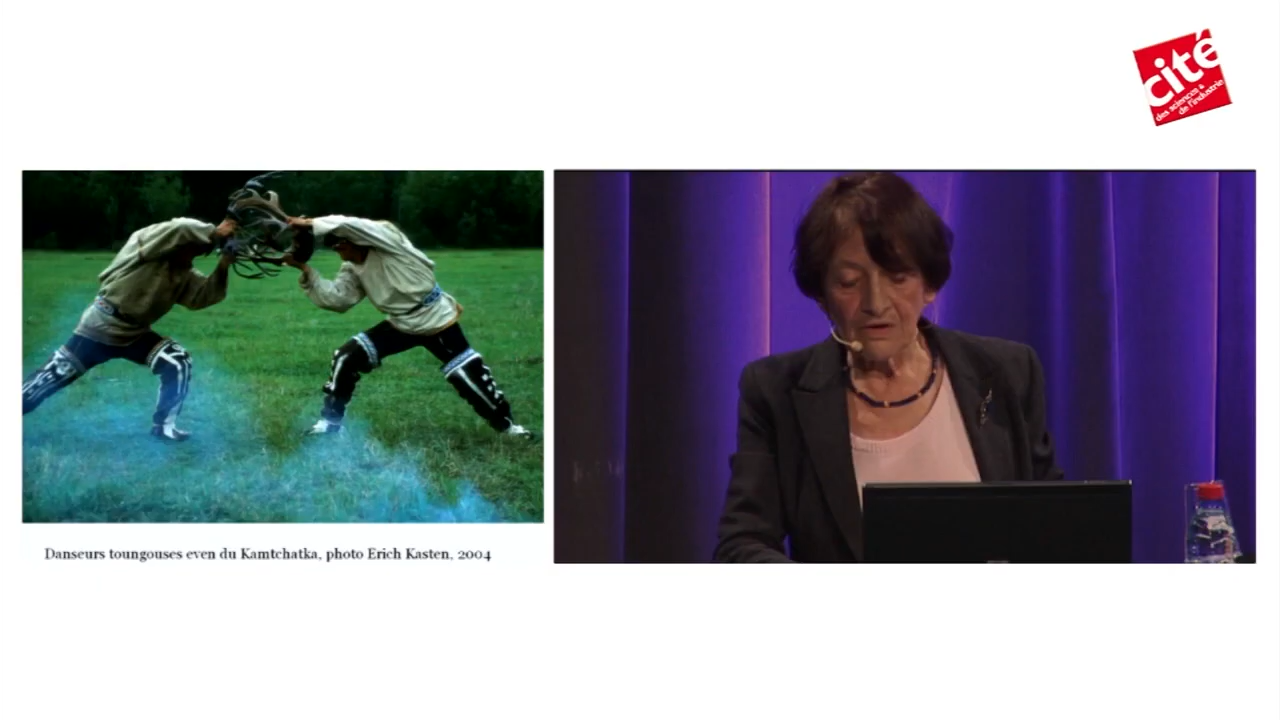 cité
des sciences &
de l'industrie
Danseurs toungouses even du Kamtchatka, photo Erich Kasten, 2004